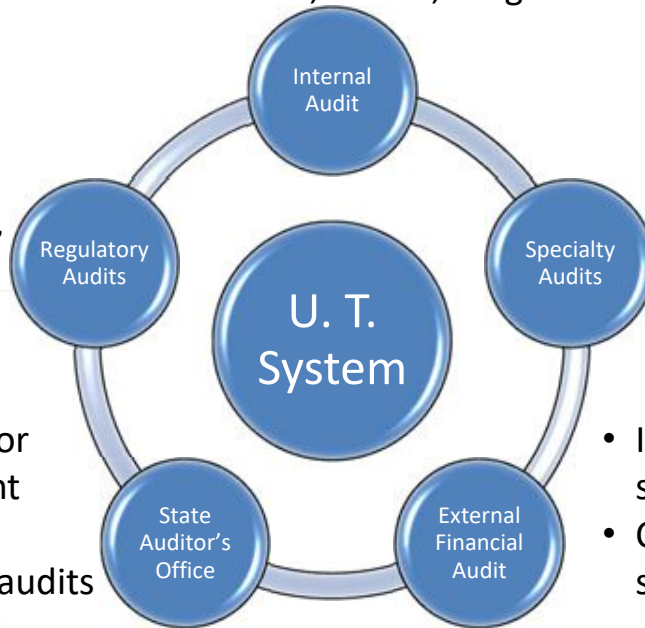 Internal
Audit
Regulatory
Audits
Specialty
Audits
U. T.
System
or
nt
audits
•
•
State
Auditor's
Office
External
Financial
Audit